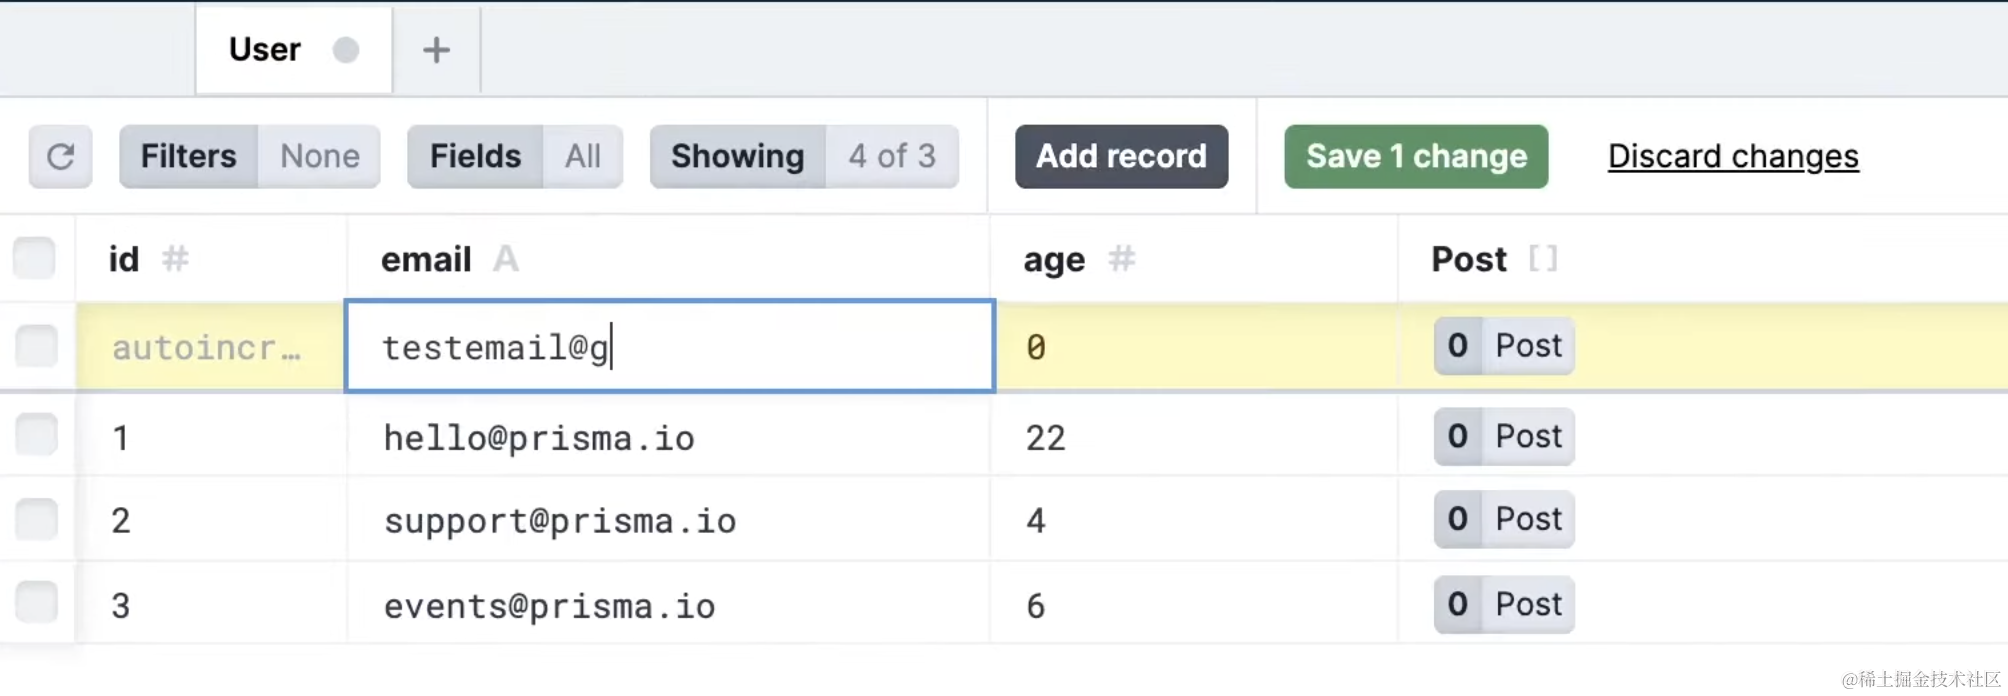 User +
Filters None Fields All Showing 4 of 3 Add record Save 1 change Discard changes
id # email A age # Post []
autoincr… testemail@g 0 0 Post
1 hello@prisma.io 22 0 Post
2 support@prisma.io 4 0 Post
3 events@prisma.io 6 0 Post
@稀土掘金技术社区